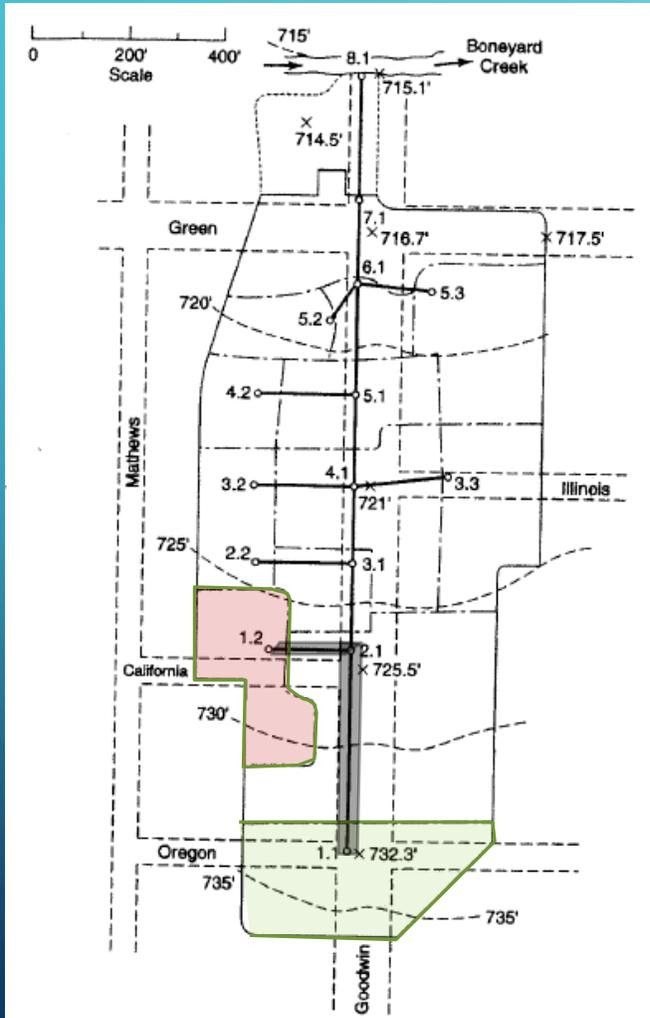 715'
0 200' 400'
Scale
8.1
Boneyard
Creek
715.1'
714.5'
Green
7.1
716.7'
717.5'
6.1
5.3
720'
5.2
4.2
5.1
Mathews
4.1
3.2
3.3
721'
Illinois
725'
2.2
3.1
1.2
2.1
California
725.5'
730'
Oregon
1.1
732.3'
735'
735'
Goodwin